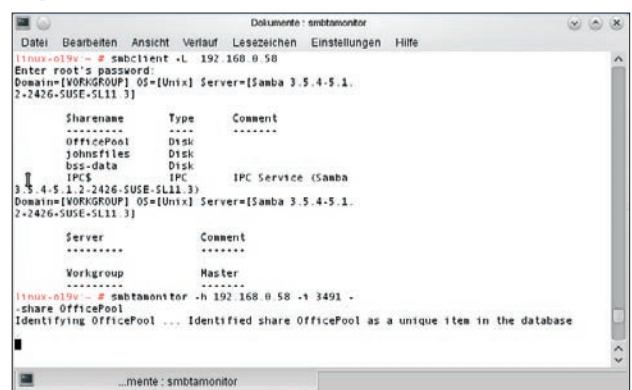 Dokumente : smbtamonitor
Datei Bearbeiten Ansicht Verlauf Lesezeichen Einstellungen Hilfe
linux-ol9v:~ # smbclient -L 192.168.0.58
Enter root's password:
Domain=[WORKGROUP] OS=[Unix] Server=[Samba 3.5.4-5.1.
2-2426-SUSE-SL11.3]
Sharename Type Comment
--------- ---- -------
OfficePool Disk
johnsfiles Disk
bss-data Disk
IPC$ IPC IPC Service (Samba
3.5.4-5.1.2-2426-SUSE-SL11.3)
Domain=[WORKGROUP] OS=[Unix] Server=[Samba 3.5.4-5.1.
2-2426-SUSE-SL11.3]
Server Comment
--------- -------
Workgroup Master
--------- -------
linux-ol9v:~ # smbtamonitor -h 192.168.0.58 -i 3491 -
-share OfficePool
Identifying OfficePool ... Identified share OfficePool as a unique item in the database
...mente : smbtamonitor